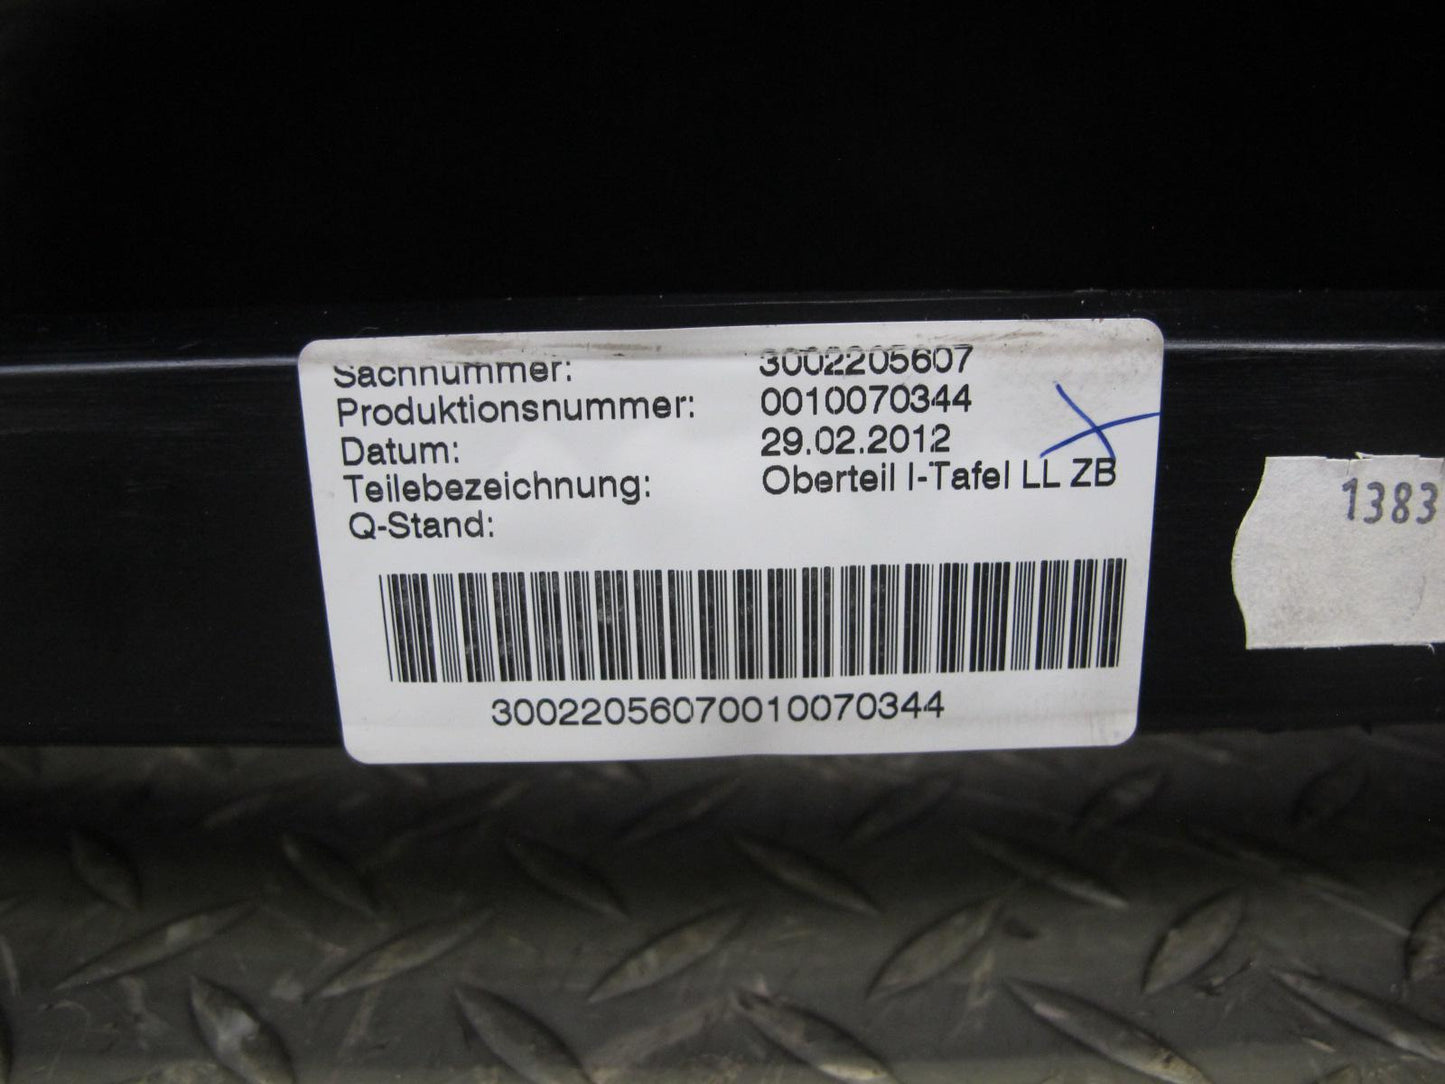 Sachnummer: 3002205607
Produktionsnummer: 0010070344
Datum: 29.02.2012
Teilebezeichnung: Oberteil I-Tafel LL ZB
Q-Stand:
30022056070010070344
1383